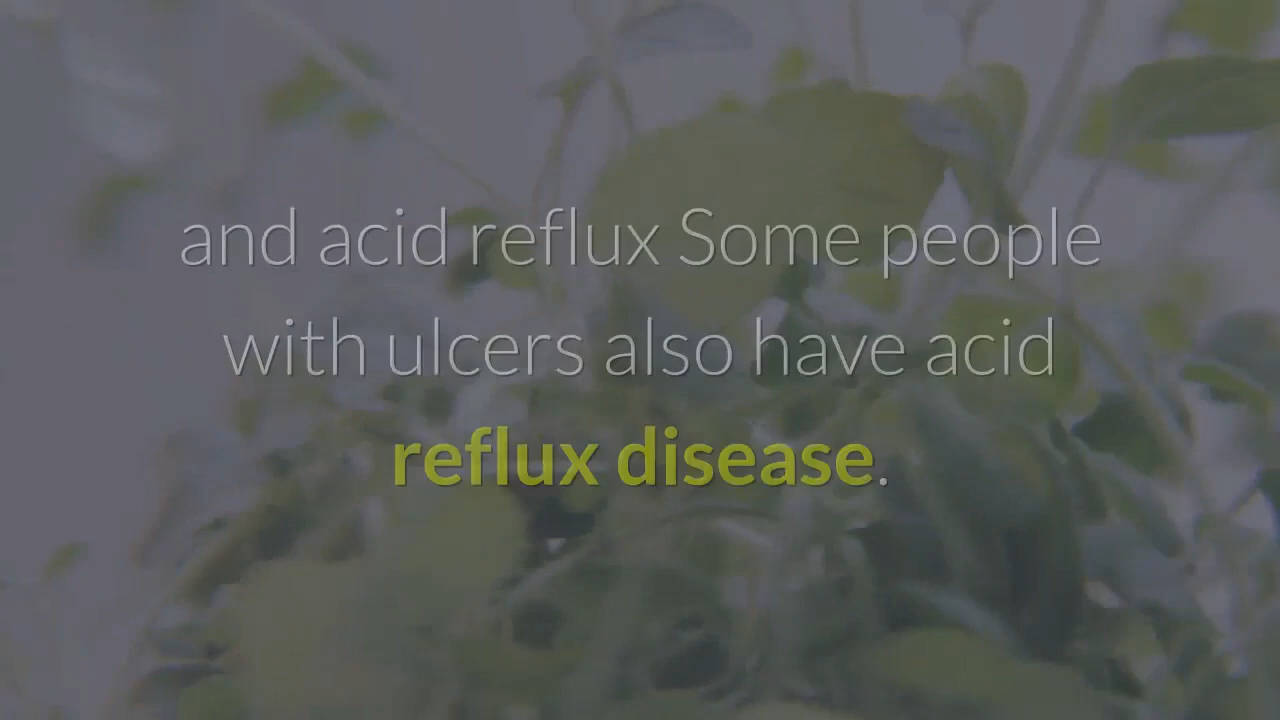 and acid reflux Some people
with ulcers also have acid
reflux disease.